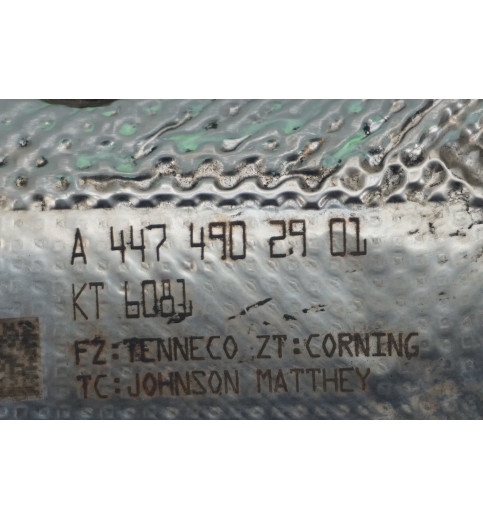 A 447 490 29 01
KT 6081
FZ:TENNECO ZT:CORNING
TC:JOHNSON MATTHEY